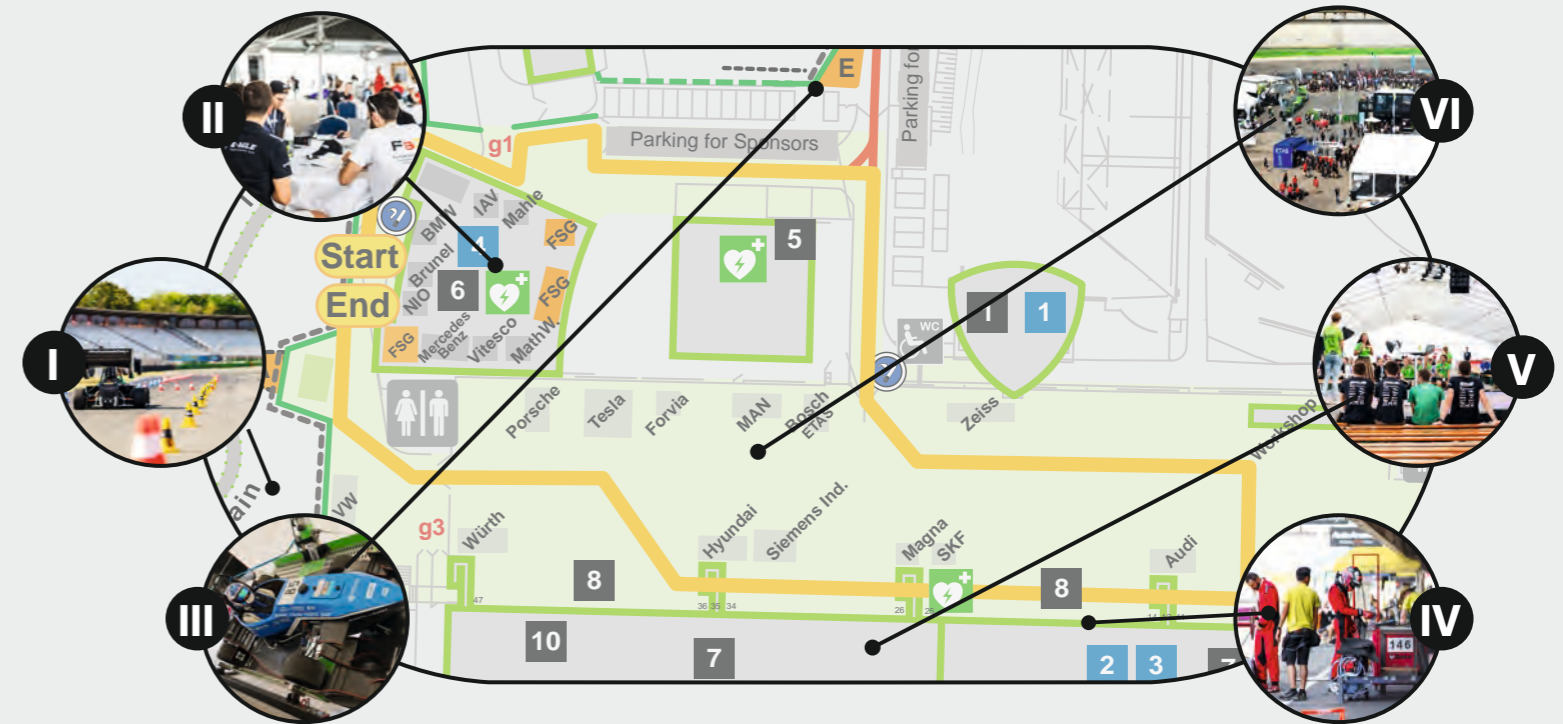 II
VI
E
Parking for
g1
Parking for Sponsors
IAV
Mahle
BMW
FSG
4
5
Start
Brunel
6
FSG
End
NIO
1
WC
FSG
Mercedes
Benz
Vitesco
MathW.
I
V
Porsche
Tesla
Forvia
MAN
Bosch
ETAS
Zeiss
Workshop
ain
VW
g3
Würth
Hyundai
Siemens Ind.
Magna
SKF
Audi
8
8
47
36 35 34
26
III
IV
146
10
7
2
3